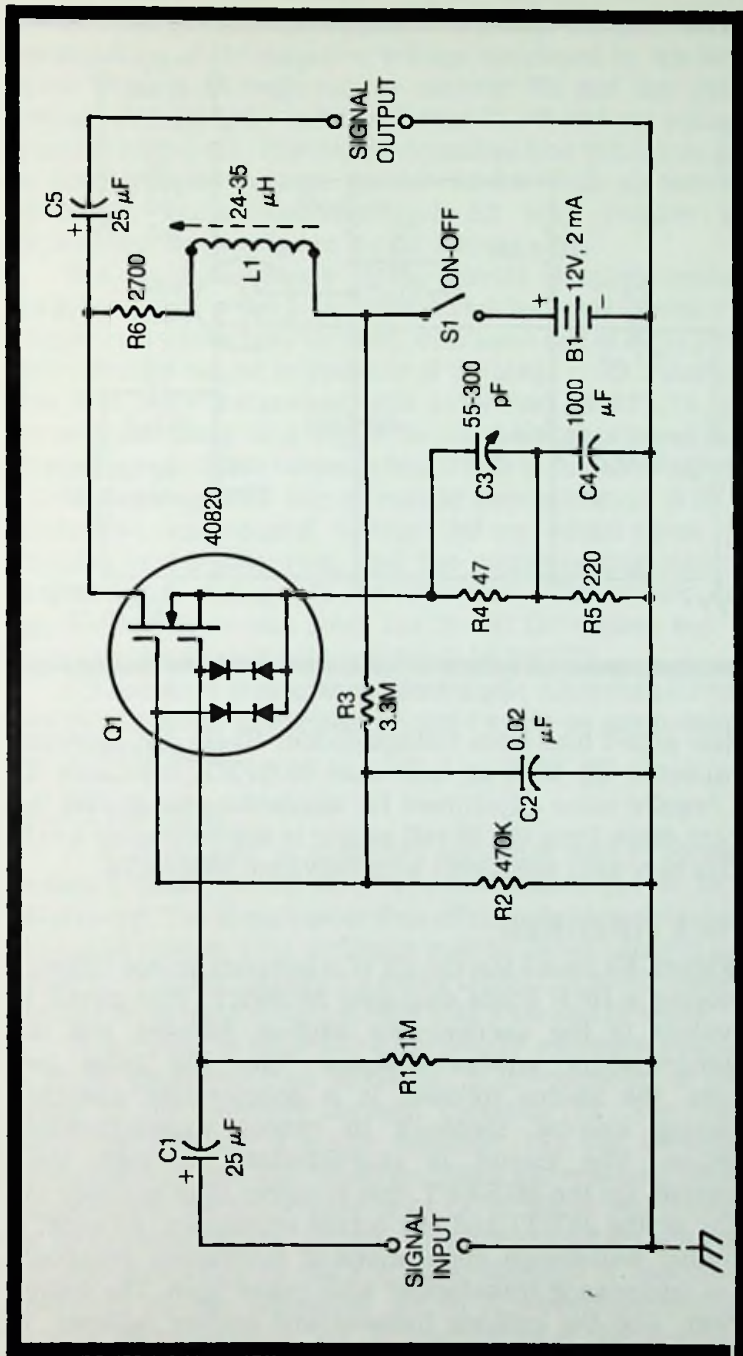 SIGNAL
INPUT
+
C1
25 μF
R1
1M
R2
470K
C2
0.02
μF
R3
3.3M
Q1
40820
R4
47
R5
220
C3
55-300
pF
C4
1000
μF
B1
+
12V, 2 mA
−
S1
ON-OFF
L1
24-35
μH
R6
2700
+
C5
25 μF
SIGNAL
OUTPUT